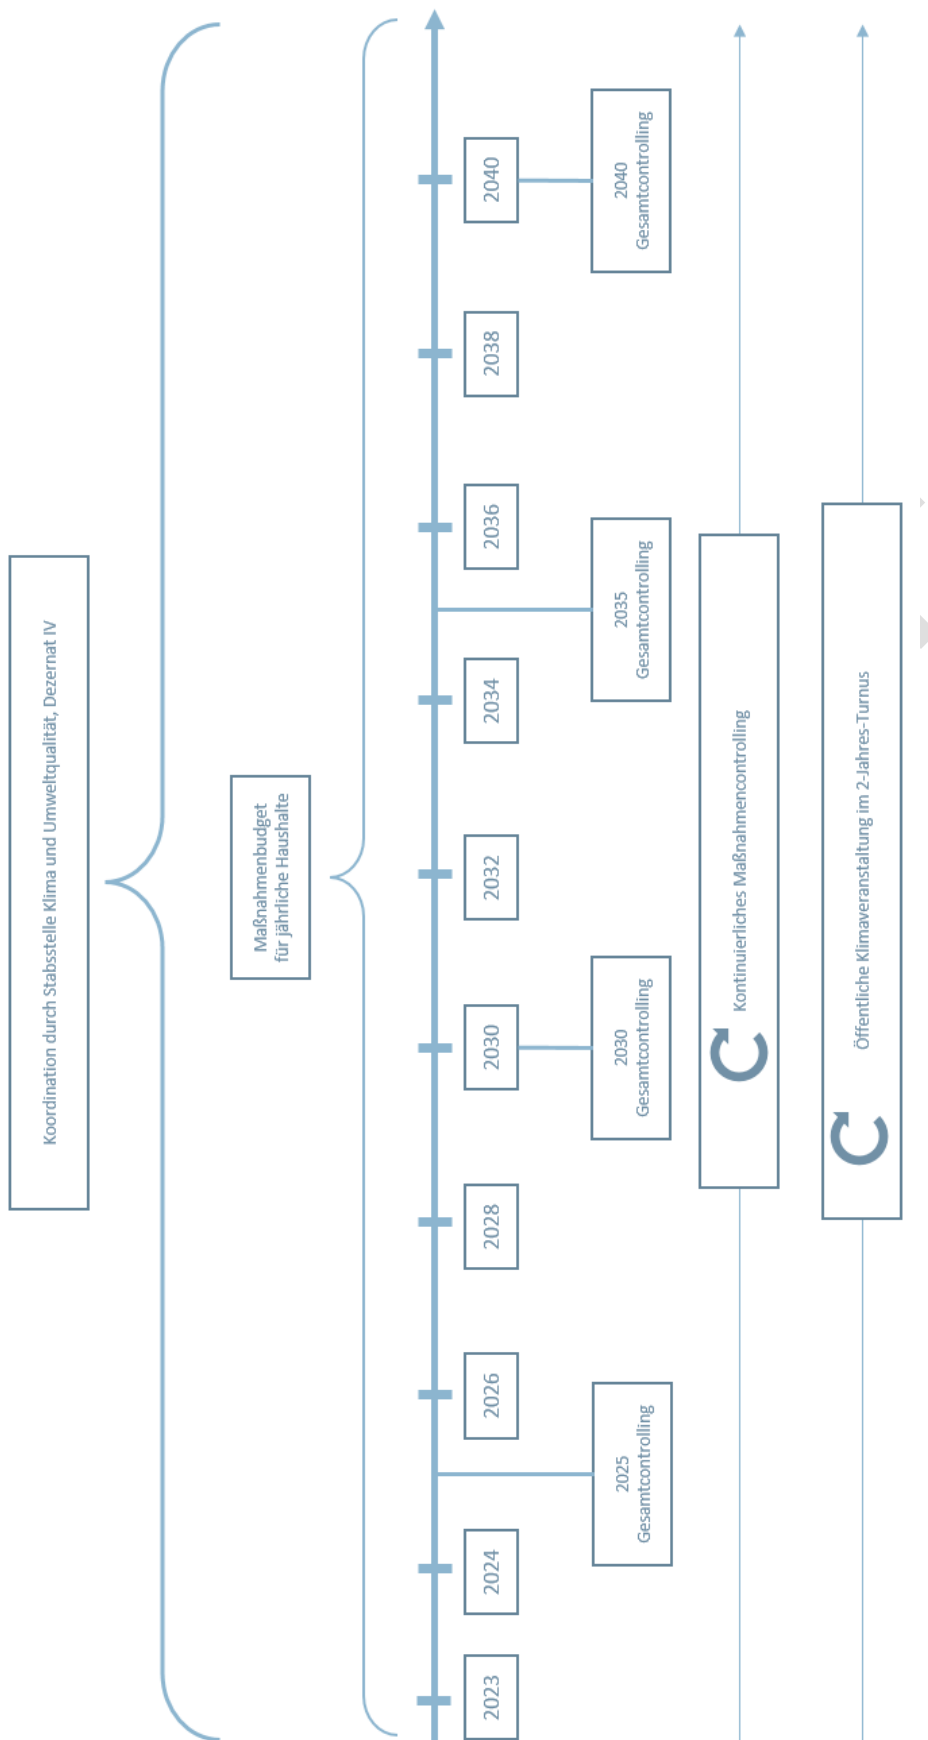 Koordination durch Stabsstelle Klima und Umweltqualität, Dezernat IV
Maßnahmenbudget
für jährliche Haushalte
2023
2024
2026
2028
2030
2032
2034
2036
2038
2040
2025
Gesamtcontrolling
2030
Gesamtcontrolling
2035
Gesamtcontrolling
2040
Gesamtcontrolling
Kontinuierliches Maßnahmencontrolling
Öffentliche Klimaveranstaltung im 2-Jahres-Turnus